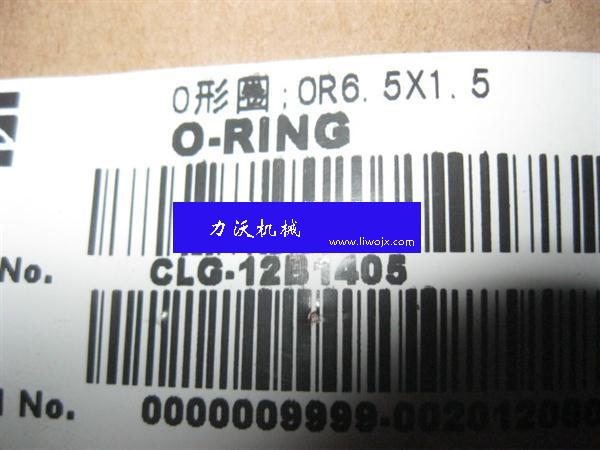 O形圈:OR6.5X1.5
O-RING
力沃机械
www.liwojx.com
No.
CLG-12B1405
No.
0000009999-00201206